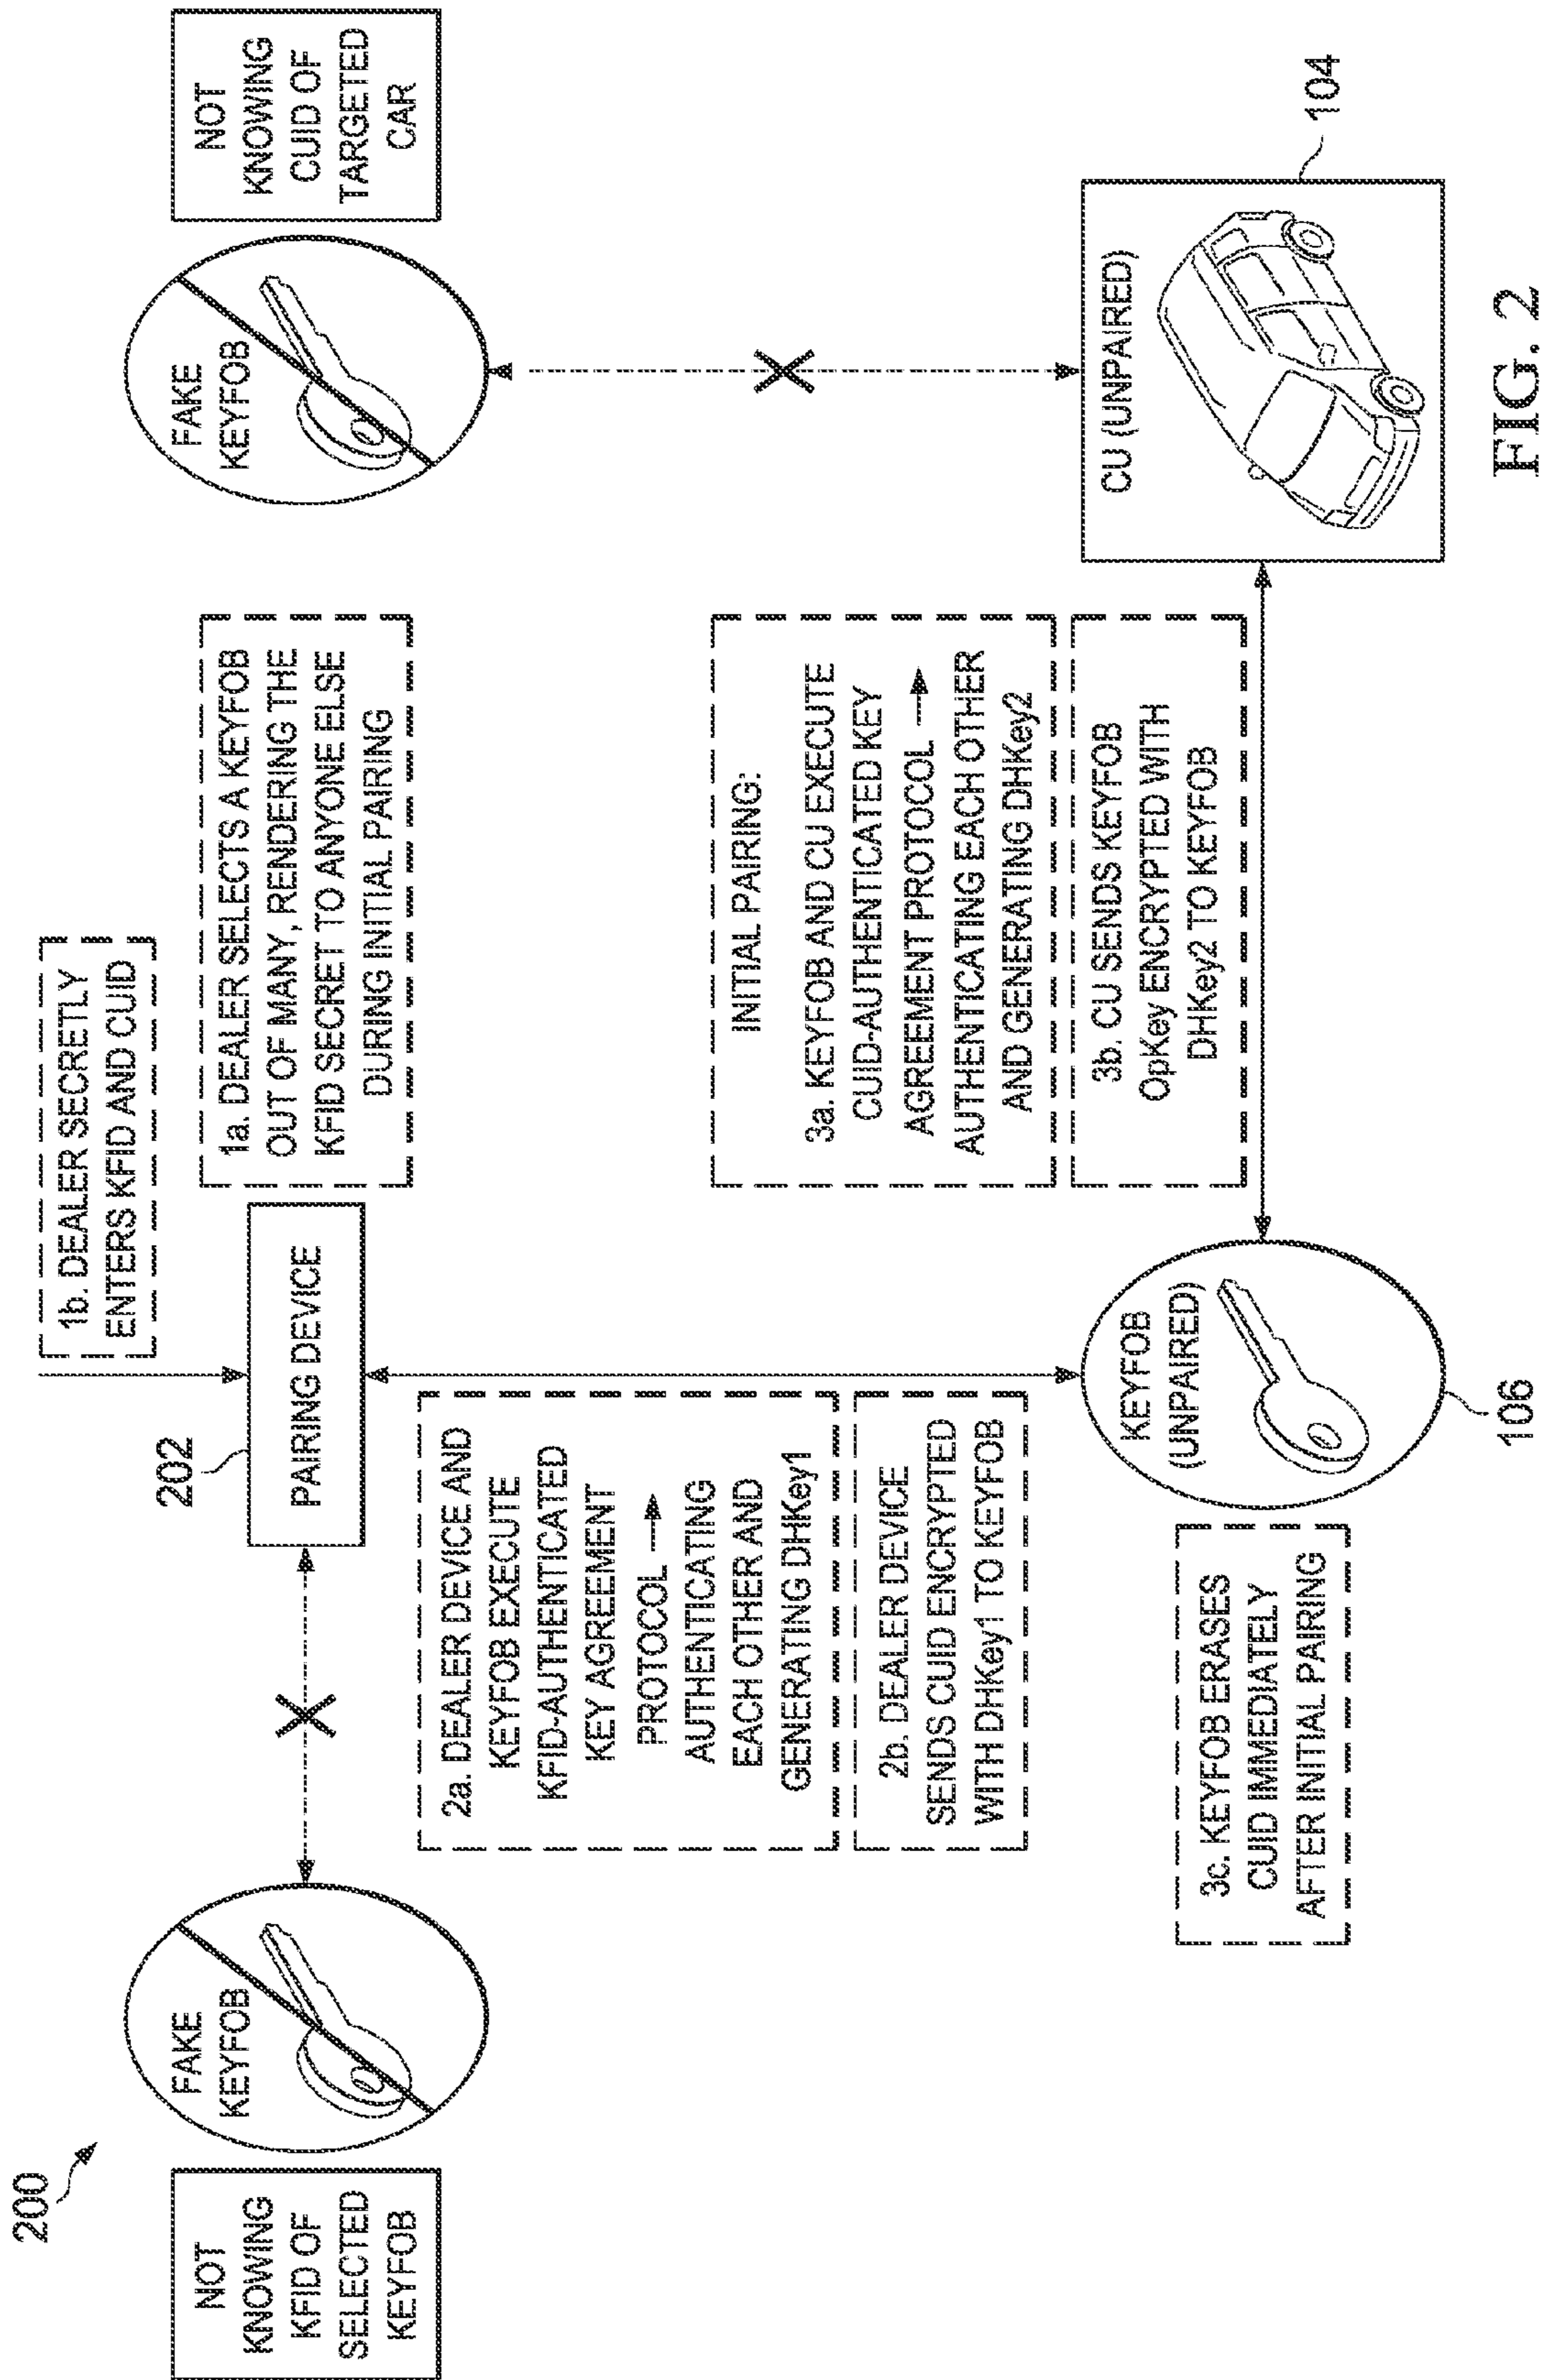 200
NOT
KNOWING
KFID OF
SELECTED
KEYFOB
FAKE
KEYFOB
202
PAIRING DEVICE
1b. DEALER SECRETLY
ENTERS KFID AND CUID
1a. DEALER SELECTS A KEYFOB
OUT OF MANY, RENDERING THE
KFID SECRET TO ANYONE ELSE
DURING INITIAL PAIRING
FAKE
KEYFOB
NOT
KNOWING
CUID OF
TARGETED
CAR
2a. DEALER DEVICE AND
KEYFOB EXECUTE
KFID-AUTHENTICATED
KEY AGREEMENT
PROTOCOL →
AUTHENTICATING
EACH OTHER AND
GENERATING DHKey1
2b. DEALER DEVICE
SENDS CUID ENCRYPTED
WITH DHKey1 TO KEYFOB
INITIAL PAIRING:
3a. KEYFOB AND CU EXECUTE
CUID-AUTHENTICATED KEY
AGREEMENT PROTOCOL →
AUTHENTICATING EACH OTHER
AND GENERATING DHKey2
3b. CU SENDS KEYFOB
OpKey ENCRYPTED WITH
DHKey2 TO KEYFOB
3c. KEYFOB ERASES
CUID IMMEDIATELY
AFTER INITIAL PAIRING
KEYFOB
(UNPAIRED)
106
CU (UNPAIRED)
104
FIG. 2